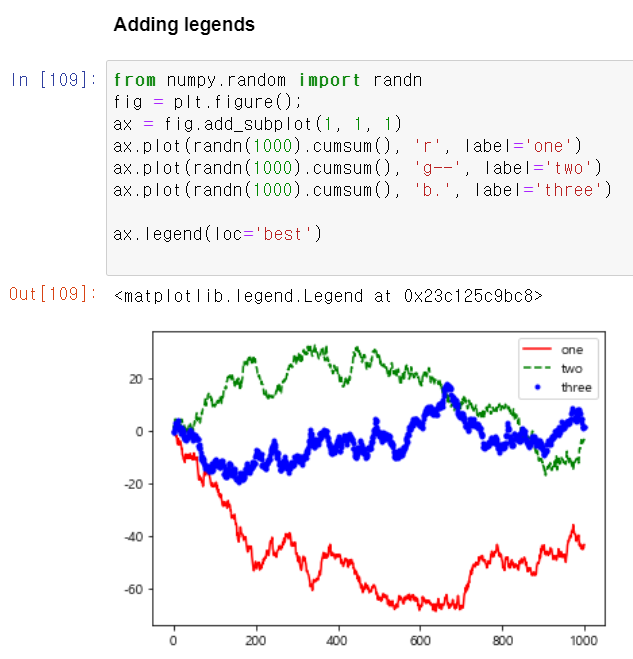 Adding legends
In [109]: from numpy.random import randn
fig = plt.figure();
ax = fig.add_subplot(1, 1, 1)
ax.plot(randn(1000).cumsum(), 'r', label='one')
ax.plot(randn(1000).cumsum(), 'g--', label='two')
ax.plot(randn(1000).cumsum(), 'b.', label='three')
ax.legend(loc='best')
Out[109]: <matplotlib.legend.Legend at 0x23c125c9bc8>
one
two
three
20
0
-20
-40
-60
0 200 400 600 800 1000